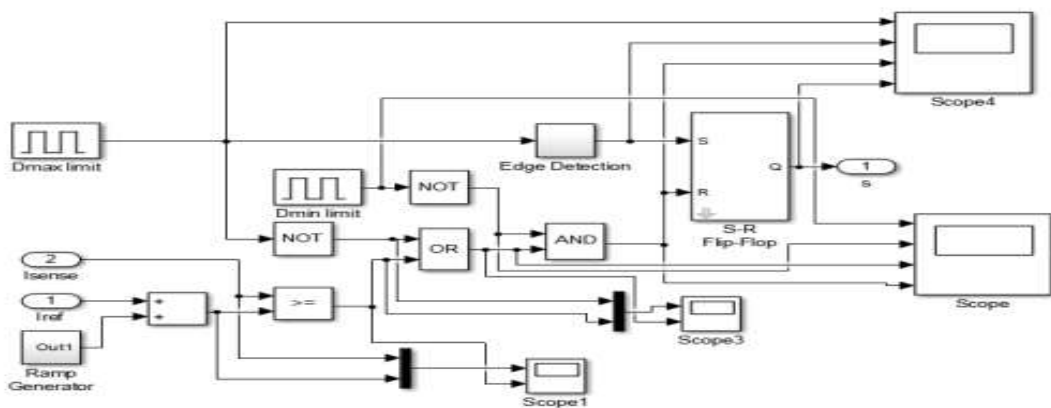 Scope4
Dmax limit
Edge Detection
S
Q
R
1
s
Dmin limit
NOT
S-R
Flip-Flop
NOT
OR
AND
2
Isense
>=
Scope
1
Iref
+
+
Scope3
Out1
Ramp
Generator
Scope1